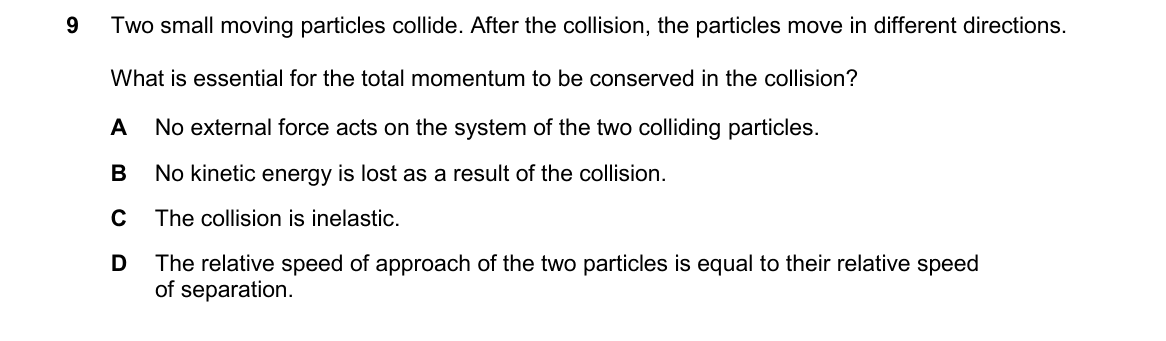 9 Two small moving particles collide. After the collision, the particles move in different directions.
What is essential for the total momentum to be conserved in the collision?
A No external force acts on the system of the two colliding particles.
B No kinetic energy is lost as a result of the collision.
C The collision is inelastic.
D The relative speed of approach of the two particles is equal to their relative speed
of separation.